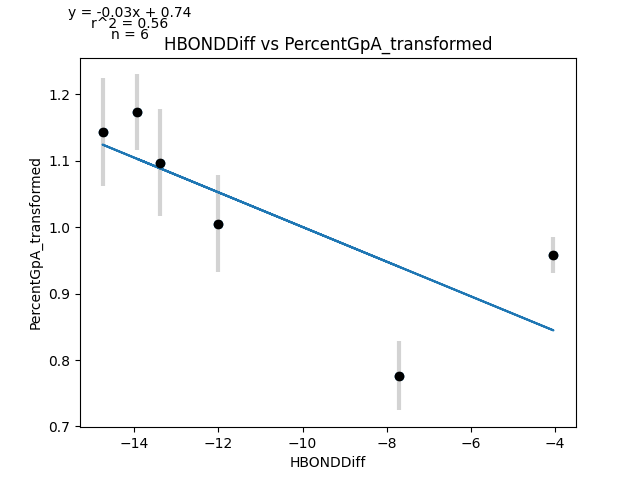 y = -0.03x + 0.74
r^2 = 0.56
n = 6
HBONDDiff vs PercentGpA_transformed
PercentGpA_transformed
1.2
1.1
1.0
0.9
0.8
0.7
−14
−12
−10
−8
−6
−4
HBONDDiff